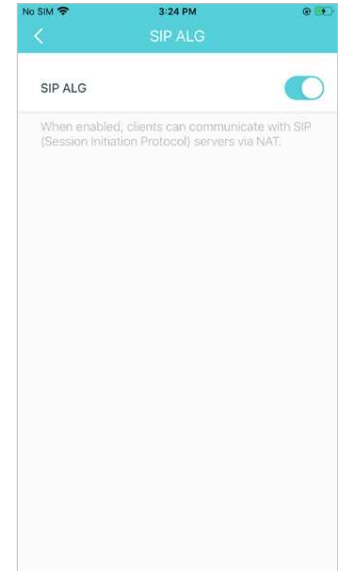 No SIM 3:24 PM
SIP ALG
SIP ALG
When enabled, clients can communicate with SIP
(Session Initiation Protocol) servers via NAT.